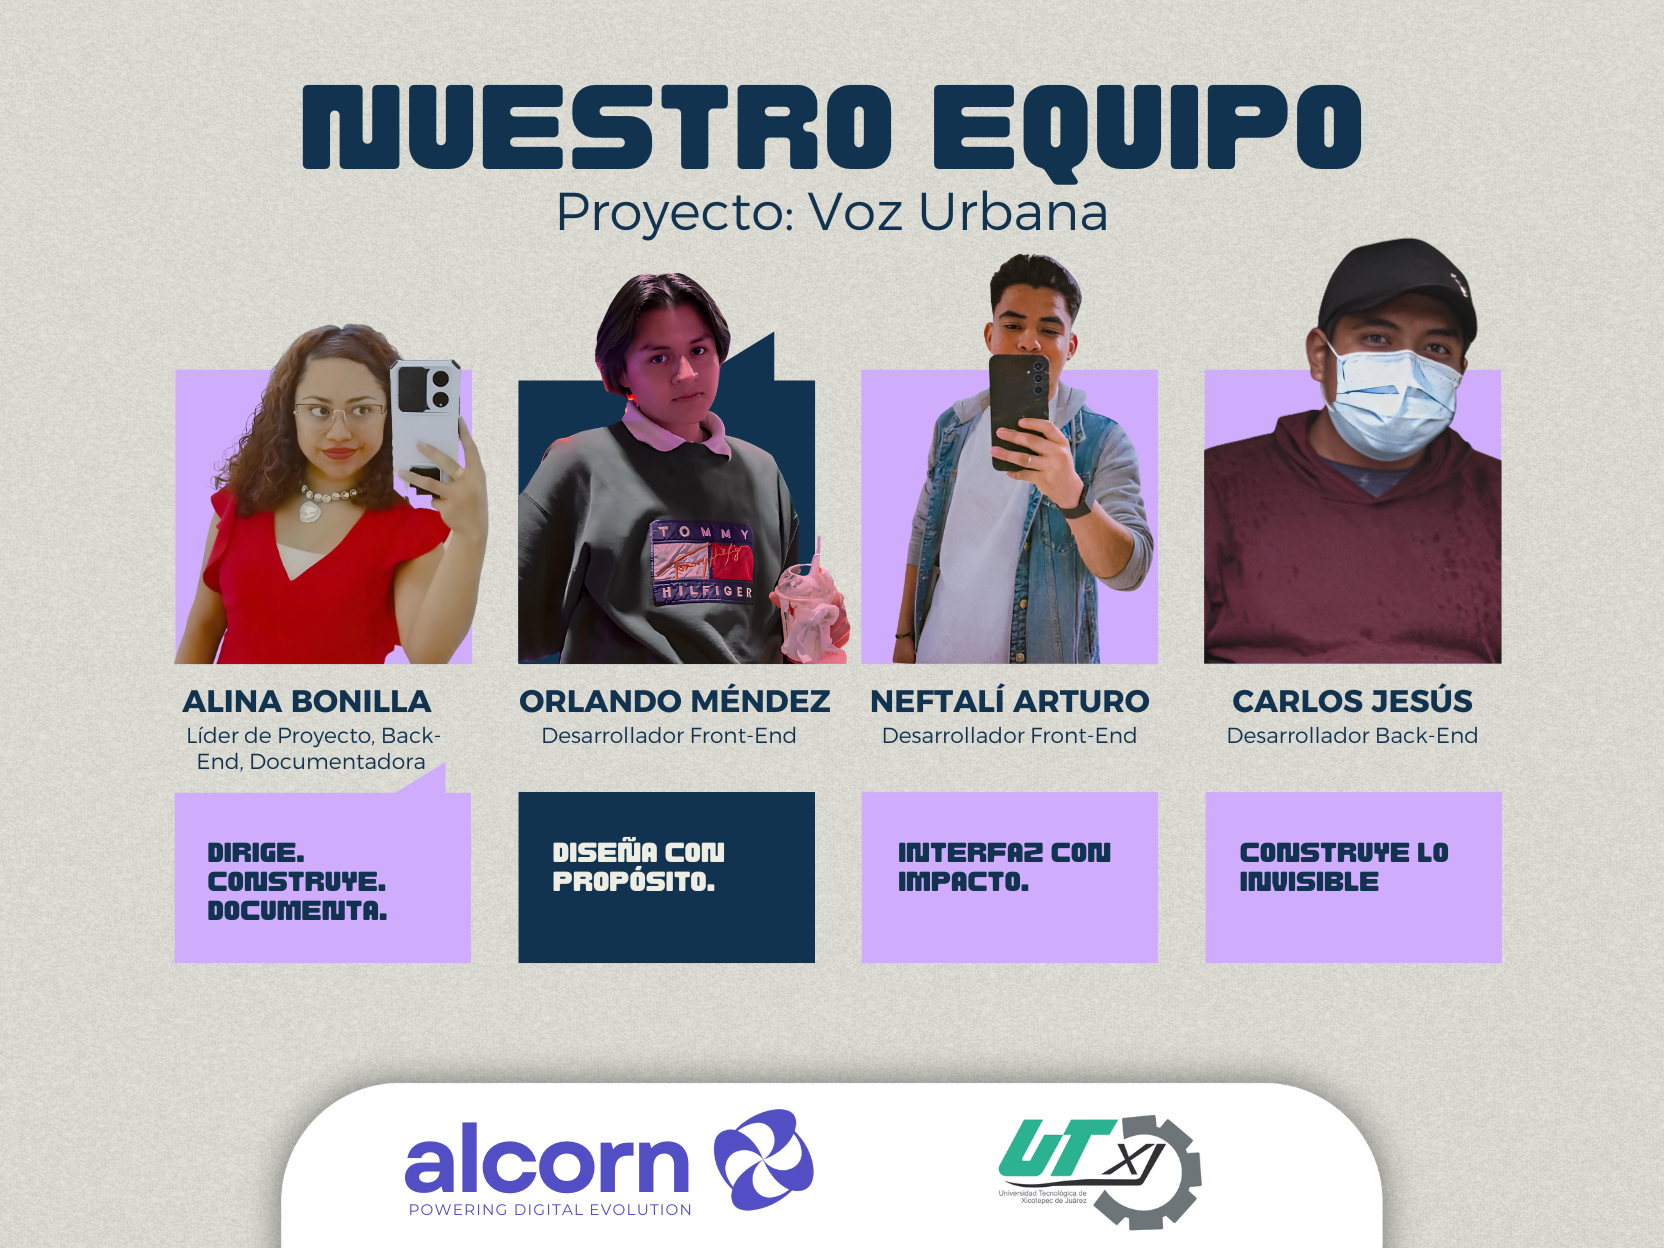 NUESTRO EQUIPO
Proyecto: Voz Urbana
TOMMY
HILFIGER
ALINA BONILLA
Líder de Proyecto, Back-
End, Documentadora
ORLANDO MÉNDEZ
Desarrollador Front-End
NEFTALÍ ARTURO
Desarrollador Front-End
CARLOS JESÚS
Desarrollador Back-End
DIRIGE.
CONSTRUYE.
DOCUMENTA.
DISEÑA CON
PROPÓSITO.
INTERFAZ CON
IMPACTO.
CONSTRUYE LO
INVISIBLE
alcorn
POWERING DIGITAL EVOLUTION
UT XJ
Universidad Tecnológica de
Xicotepec de Juárez